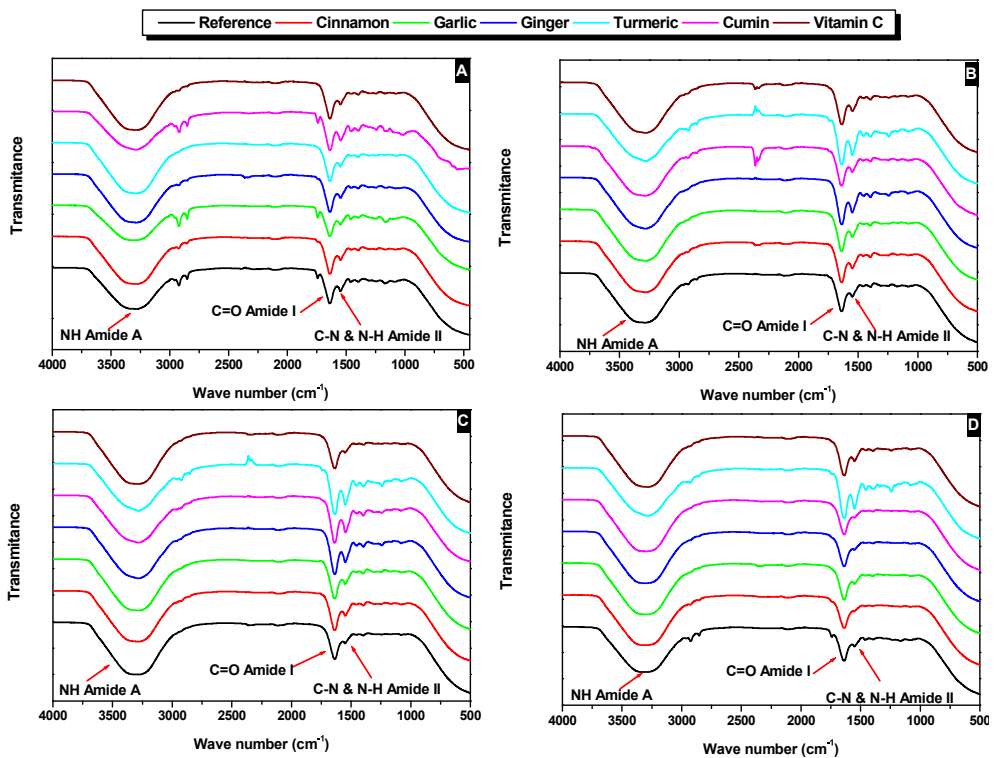 Reference Cinnamon Garlic Ginger Turmeric Cumin Vitamin C
A
Transmitance
NH Amide A
C=O Amide I
C-N & N-H Amide II
4000 3500 3000 2500 2000 1500 1000 500
Wave number (cm-1)
B
Transmitance
NH Amide A
C=O Amide I
C-N & N-H Amide II
4000 3500 3000 2500 2000 1500 1000 500
Wave number (cm-1)
C
Transmitance
NH Amide A
C=O Amide I
C-N & N-H Amide II
4000 3500 3000 2500 2000 1500 1000 500
Wave number (cm-1)
D
Transmitance
NH Amide A
C=O Amide I
C-N & N-H Amide II
4000 3500 3000 2500 2000 1500 1000 500
Wave number (cm-1)